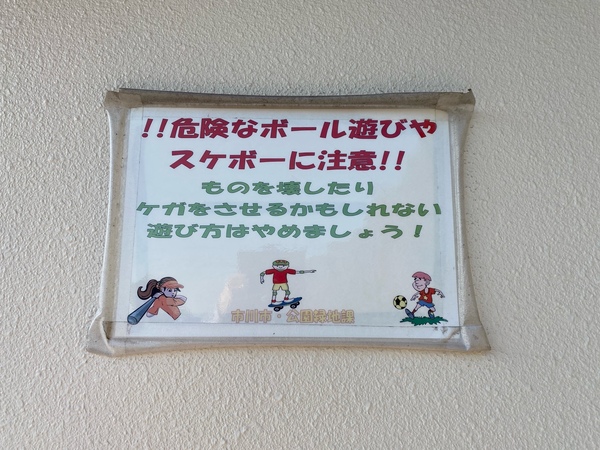 !!危険なボール遊びや
スケボーに注意!!
ものを壊したり
ケガをさせるかもしれない
遊び方はやめましょう!
市川市・公園緑地課